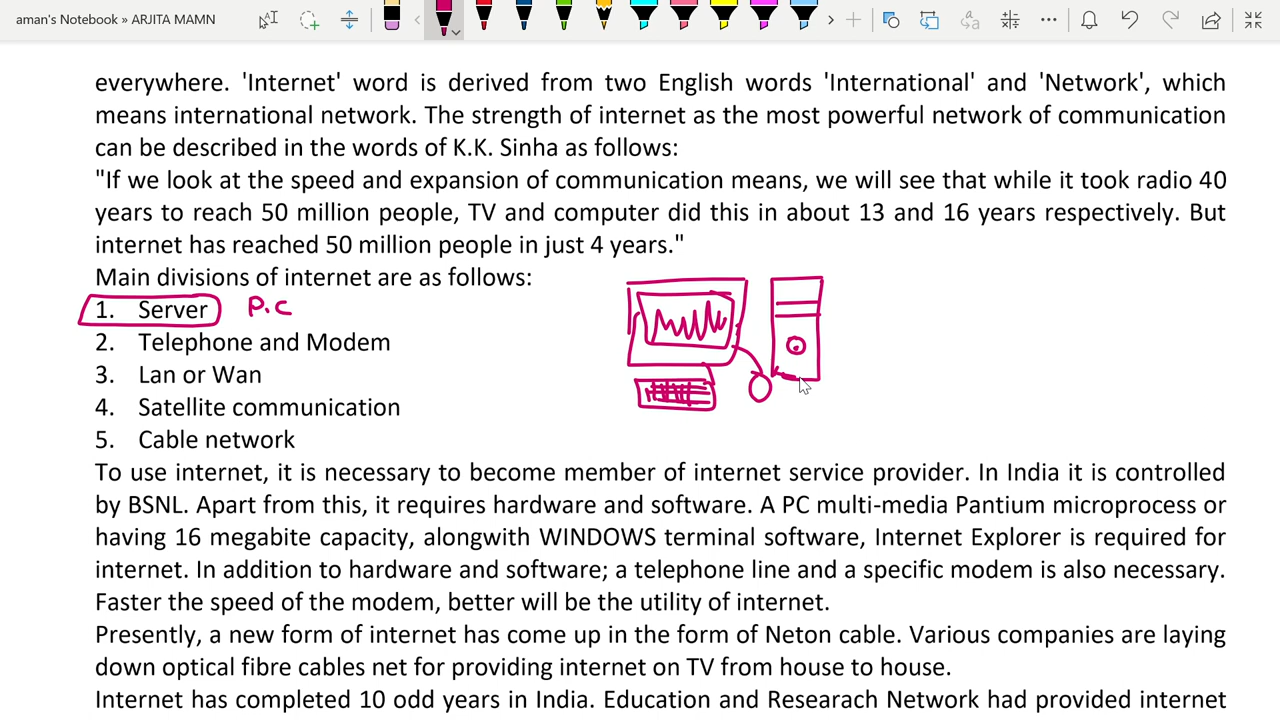 aman's Notebook » ARJITA MAMN
everywhere. 'Internet' word is derived from two English words 'International' and 'Network', which
means international network. The strength of internet as the most powerful network of communication
can be described in the words of K.K. Sinha as follows:
"If we look at the speed and expansion of communication means, we will see that while it took radio 40
years to reach 50 million people, TV and computer did this in about 13 and 16 years respectively. But
internet has reached 50 million people in just 4 years."
Main divisions of internet are as follows:
1. Server P.C
2. Telephone and Modem
3. Lan or Wan
4. Satellite communication
5. Cable network
To use internet, it is necessary to become member of internet service provider. In India it is controlled
by BSNL. Apart from this, it requires hardware and software. A PC multi-media Pantium microprocess or
having 16 megabite capacity, alongwith WINDOWS terminal software, Internet Explorer is required for
internet. In addition to hardware and software; a telephone line and a specific modem is also necessary.
Faster the speed of the modem, better will be the utility of internet.
Presently, a new form of internet has come up in the form of Neton cable. Various companies are laying
down optical fibre cables net for providing internet on TV from house to house.
Internet has completed 10 odd years in India. Education and Researach Network had provided internet